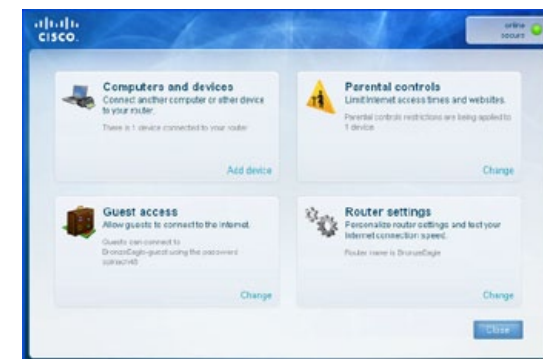 CISCO.
online
secure
Computers and devices
Connect another computer or other device
to your router.
There is 1 device connected to your router
Add device
Parental controls
Limit Internet access times and websites.
Parental controls restrictions are being applied to
1 device
Change
Guest access
Allow guests to connect to the internet.
Guests can connect to
BronzeEagle-guest using the password
Change
Router settings
Personalize router settings and test your
Internet connection speed.
Router name is BronzeEagle
Change
Close